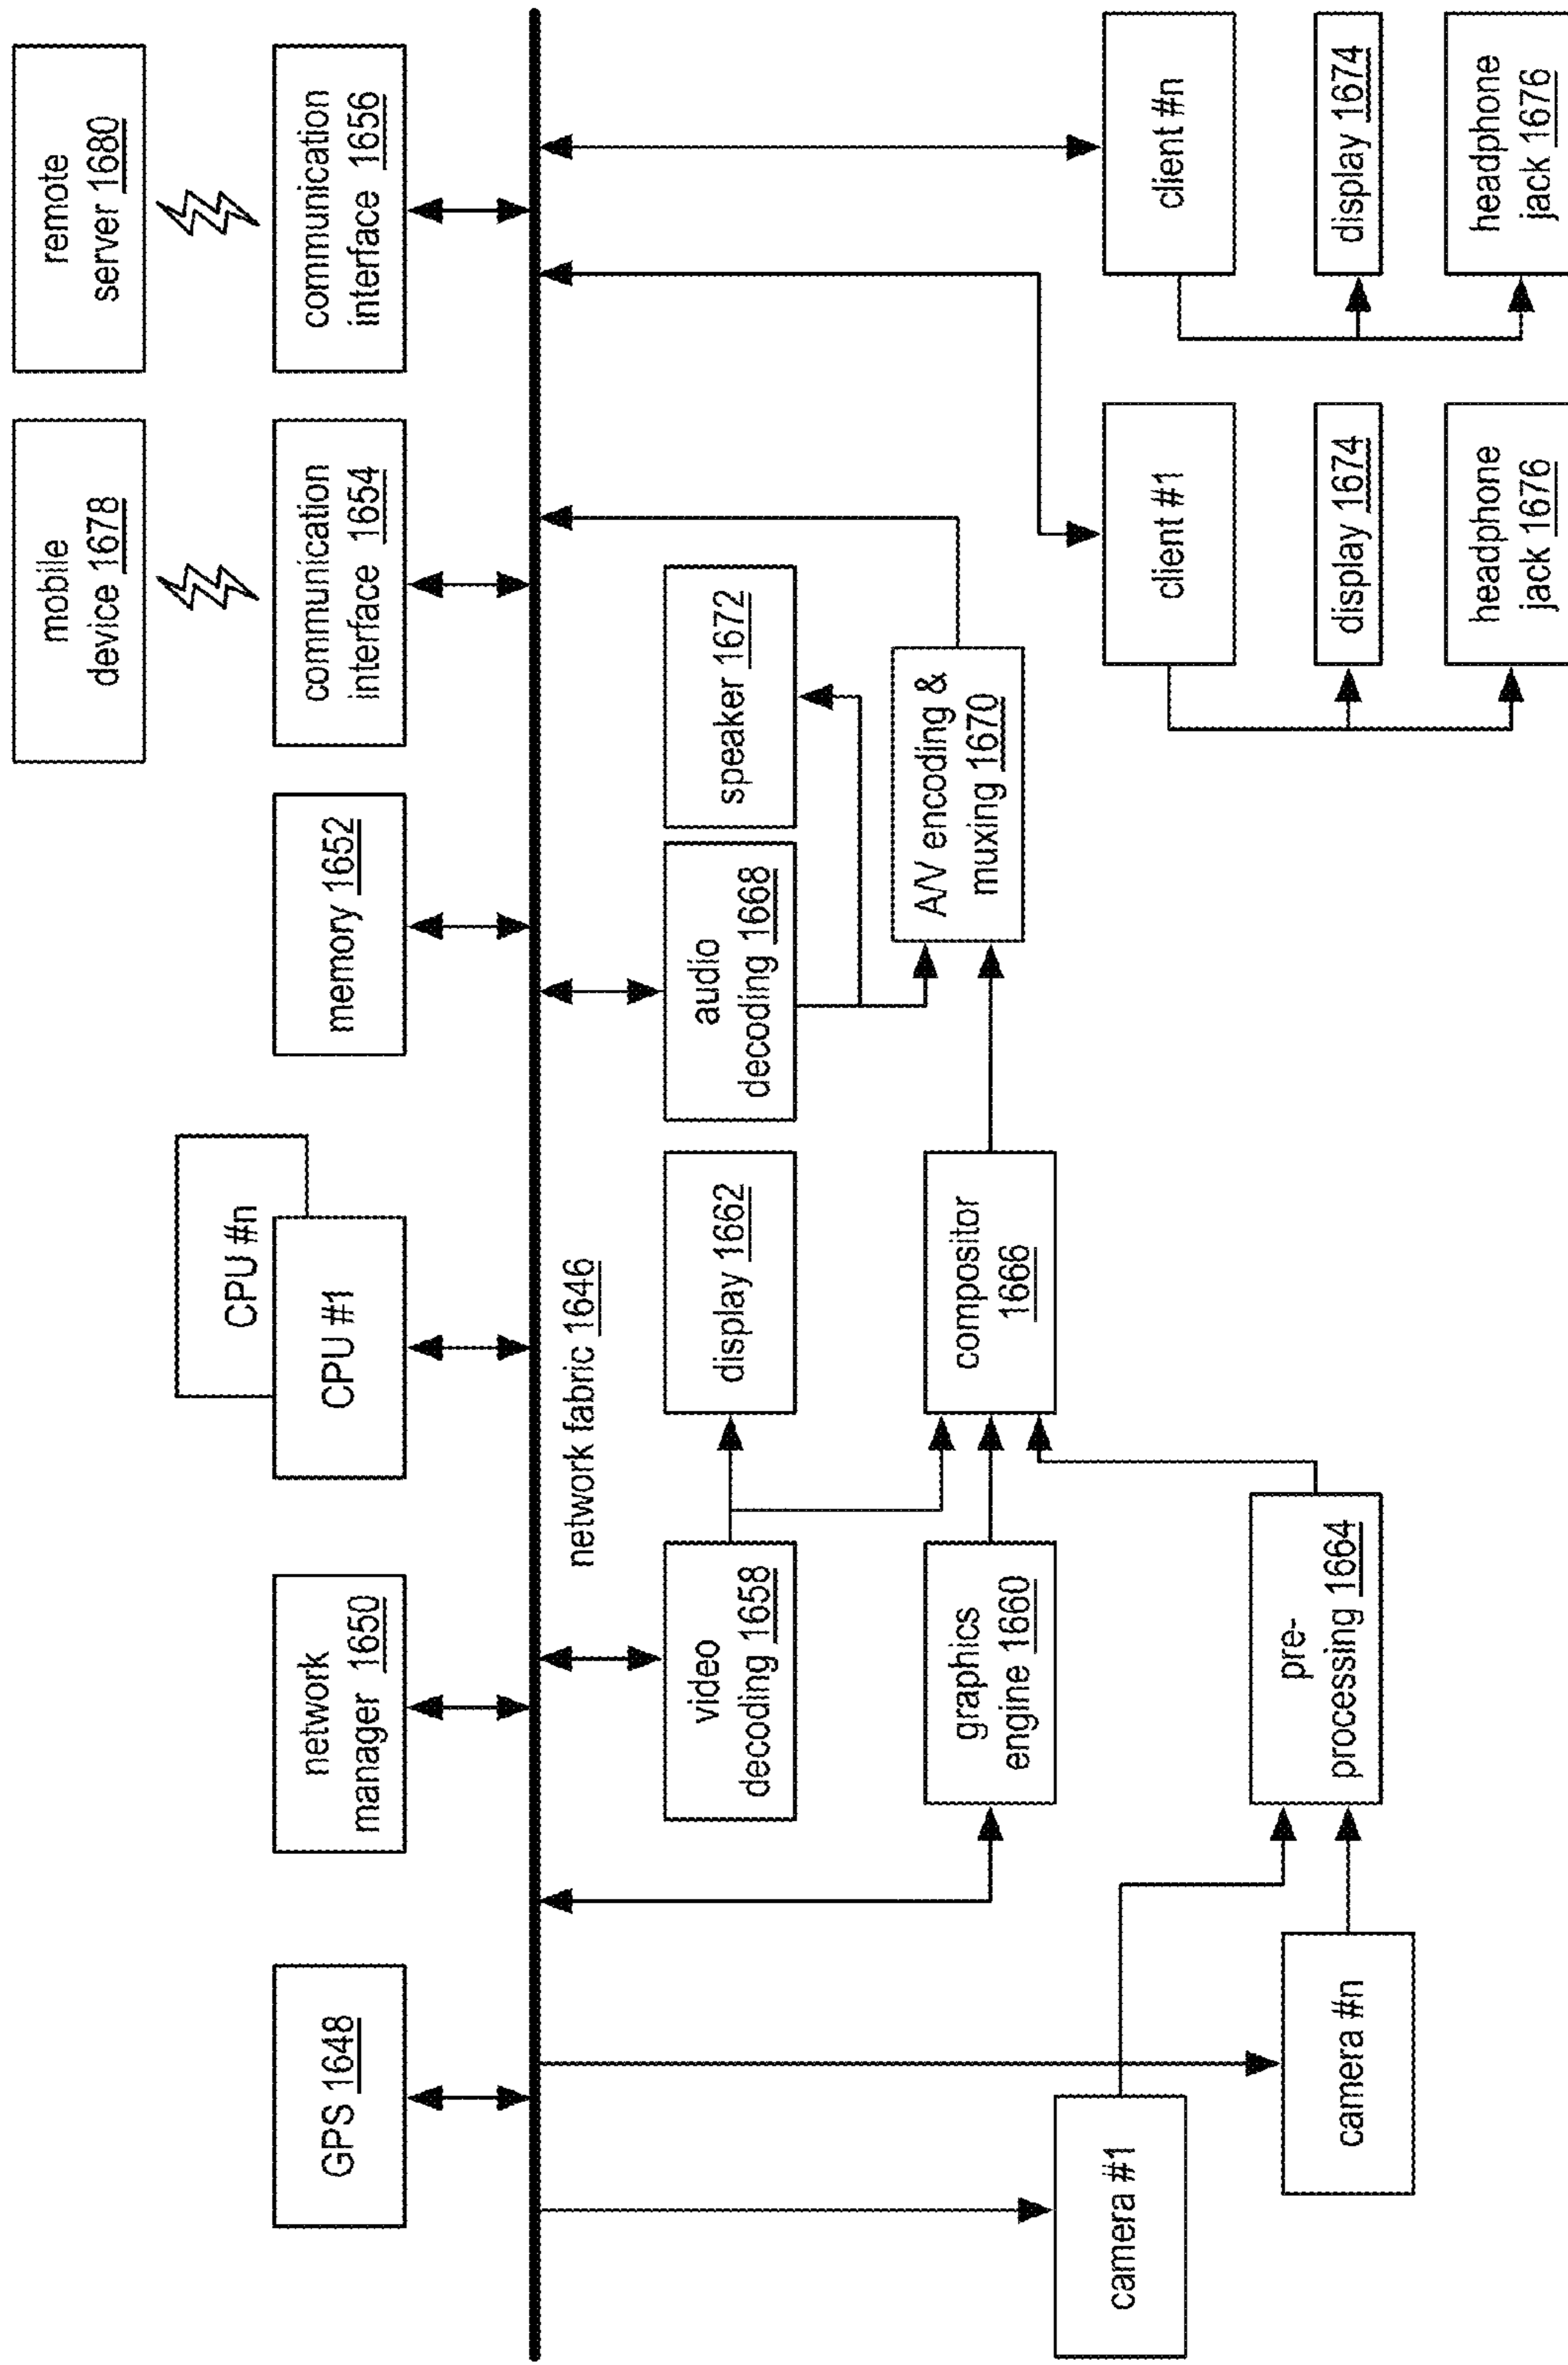 mobile
device 1678
remote
server 1680
CPU #n
GPS 1648
network
manager 1650
CPU #1
memory 1652
communication
interface 1654
communication
interface 1656
network fabric 1646
video
decoding 1658
display 1662
audio
decoding 1668
speaker 1672
graphics
engine 1660
compositor
1666
A/V encoding &
muxing 1670
camera #1
camera #n
pre-
processing 1664
client #1
client #n
display 1674
display 1674
headphone
jack 1676
headphone
jack 1676